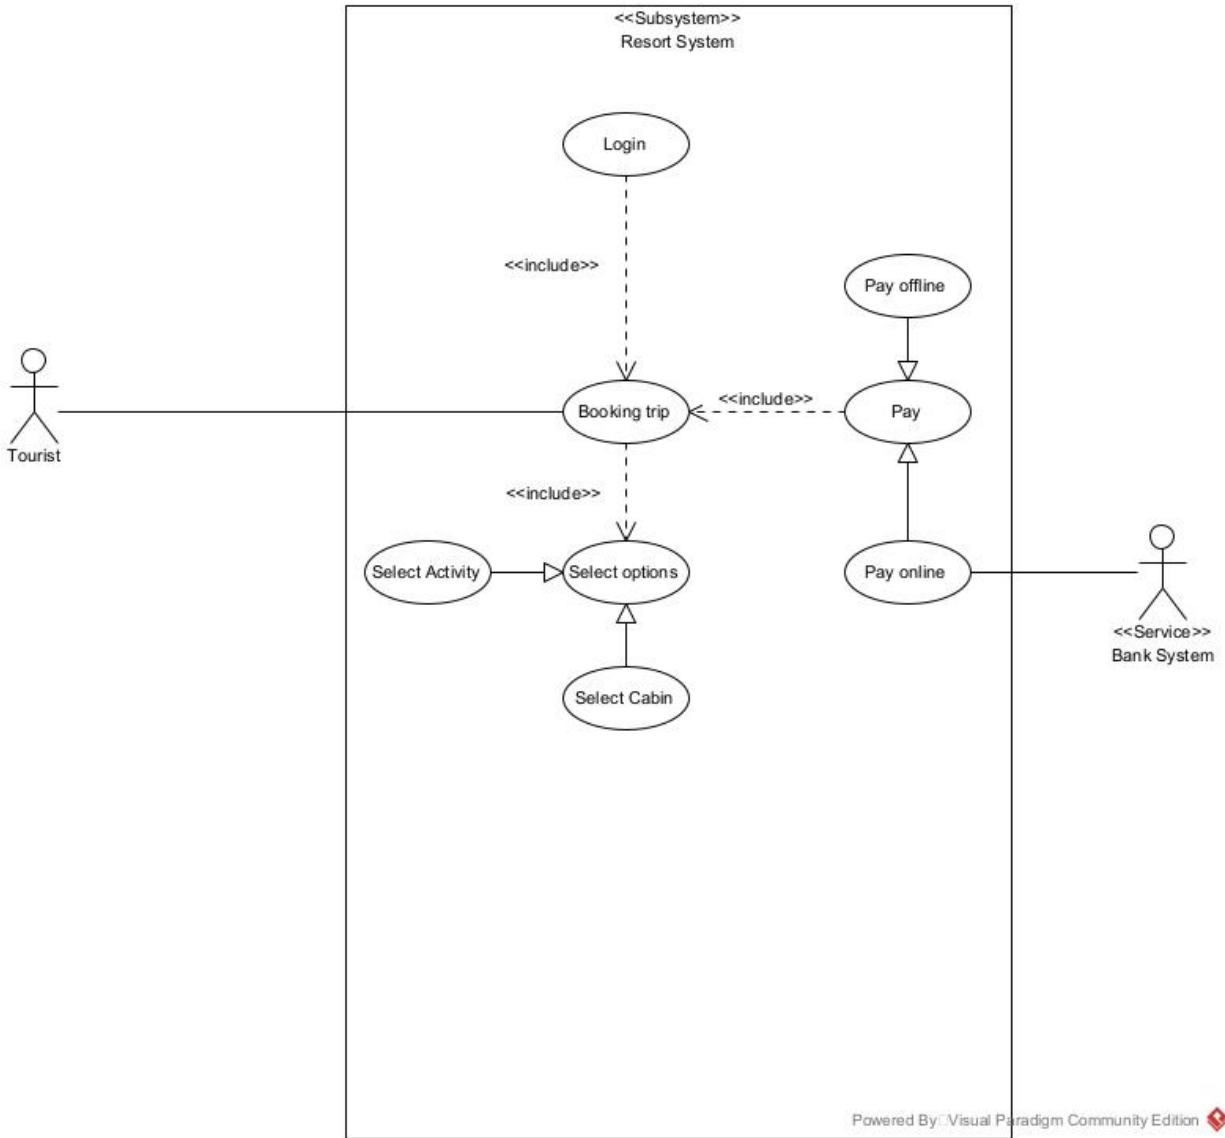 <<Subsystem>>
Resort System
Login
<<include>>
Pay offline
Booking trip
<<include>>
Pay
Tourist
<<include>>
Select Activity
Select options
Pay online
<<Service>>
Bank System
Select Cabin
Powered By Visual Paradigm Community Edition